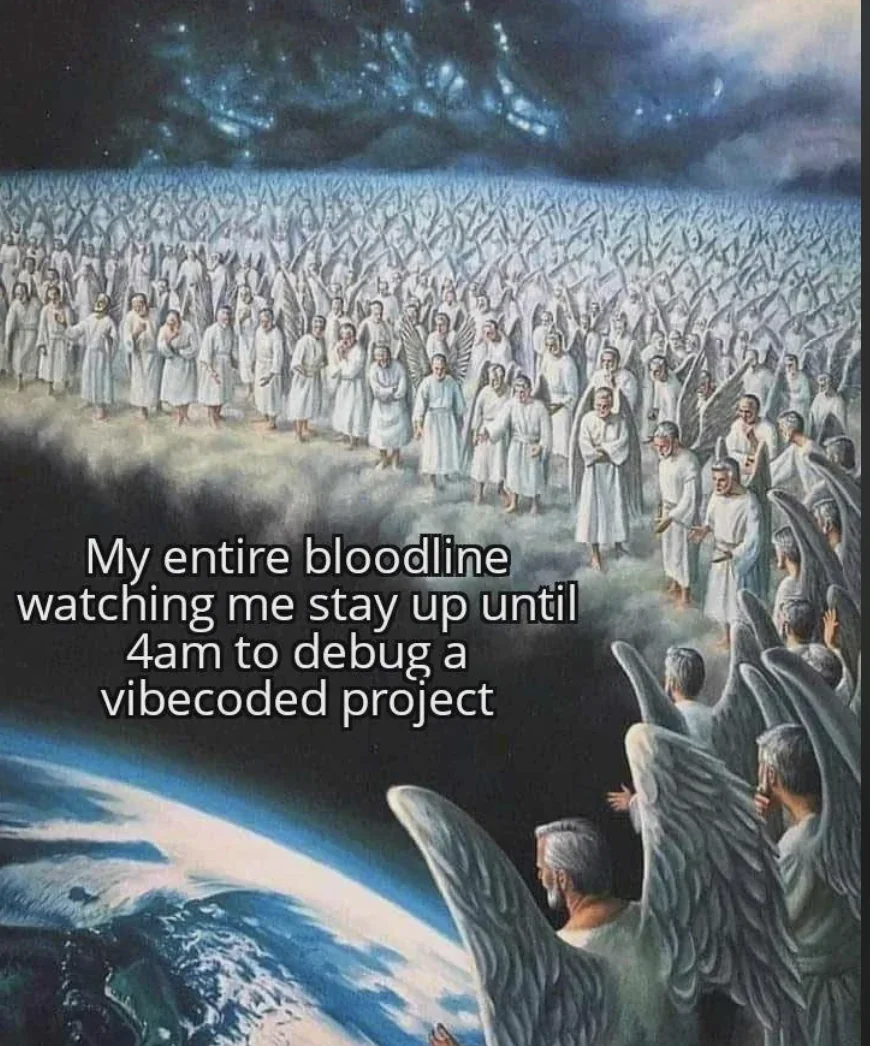 My entire bloodline
watching me stay up until
4am to debug a
vibecoded project